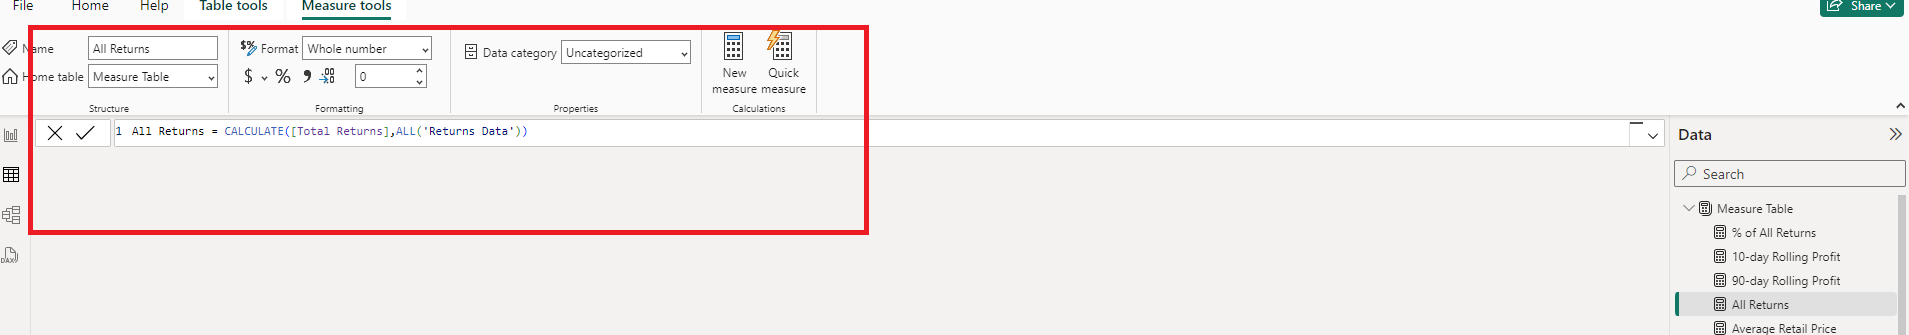 File Home Help Table tools Measure tools Share
Name All Returns $% Format Whole number Data category Uncategorized
Home table Measure Table $ % , .00 0 New measure Quick measure
Structure Formatting Properties Calculations
1 All Returns = CALCULATE([Total Returns],ALL('Returns Data'))
Data
Search
Measure Table
% of All Returns
10-day Rolling Profit
90-day Rolling Profit
All Returns
Average Retail Price
DAX